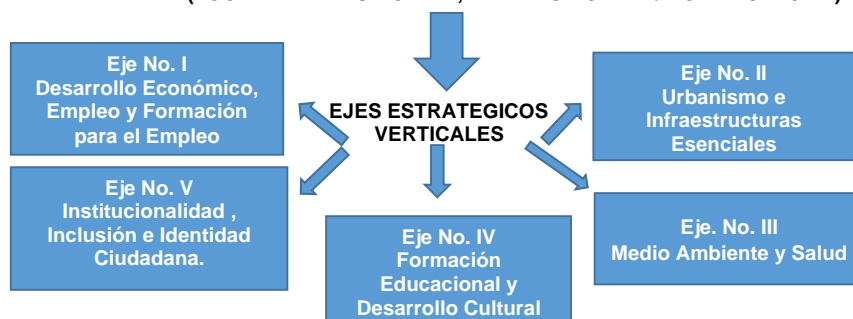 Eje No. I
Desarrollo Económico,
Empleo y Formación
para el Empleo
EJES ESTRATEGICOS
VERTICALES
Eje No. II
Urbanismo e
Infraestructuras
Esenciales
Eje No. V
Institucionalidad ,
Inclusión e Identidad
Ciudadana.
Eje No. IV
Formación
Educacional y
Desarrollo Cultural
Eje. No. III
Medio Ambiente y Salud